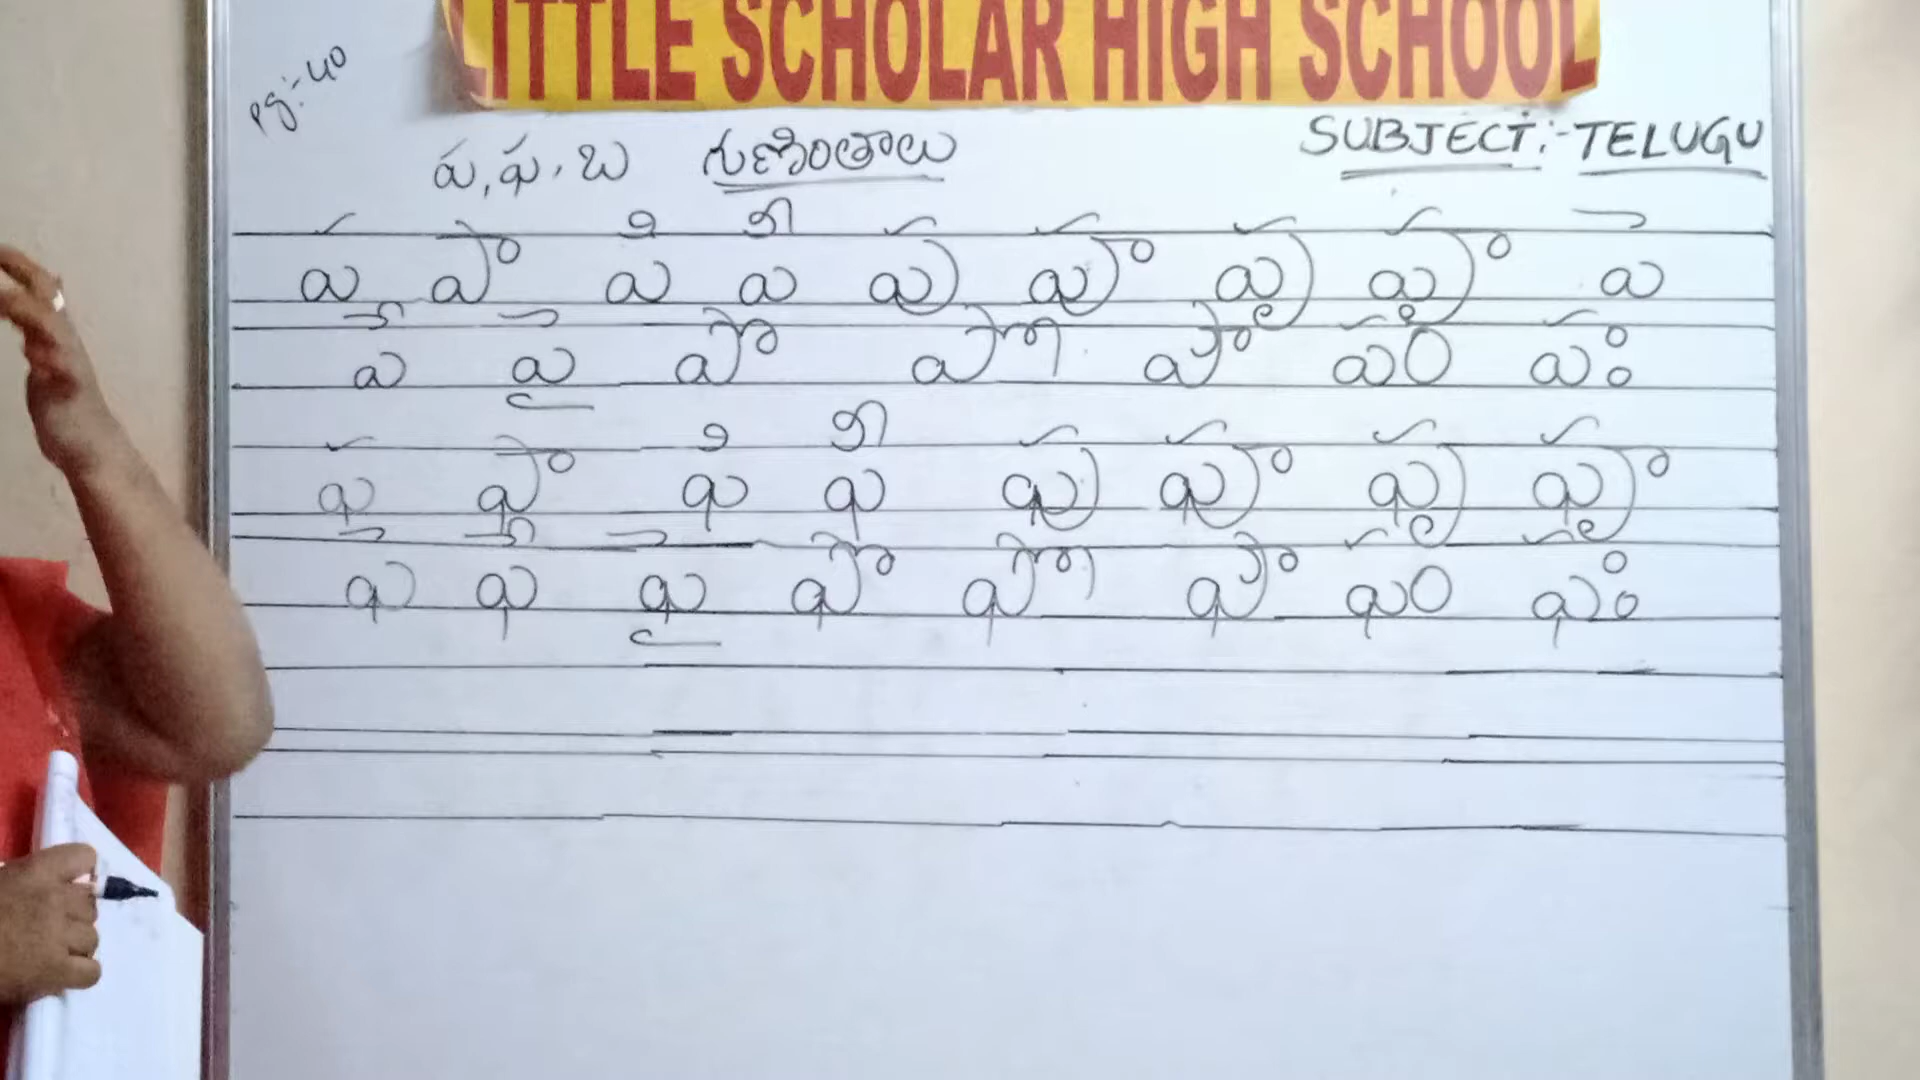 LITTLE SCHOLAR HIGH SCHOOL
pg:-40
ప, ఫ, బ గుణింతాలు
SUBJECT:-TELUGU
ప పా పి పీ పు పూ పృ పౄ పె
పే పై పొ పో పౌ పం పః
ఫ ఫా ఫి ఫీ ఫు ఫూ ఫృ ఫౄ
ఫె ఫే ఫై ఫొ ఫో ఫౌ ఫం ఫః